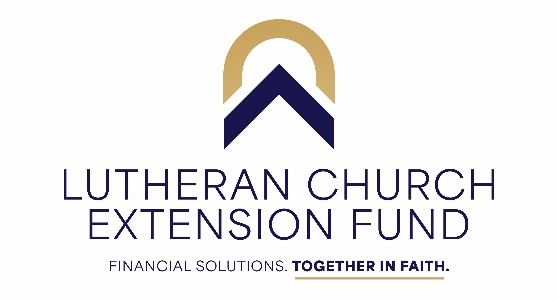 LUTHERAN CHURCH
EXTENSION FUND
FINANCIAL SOLUTIONS. TOGETHER IN FAITH.